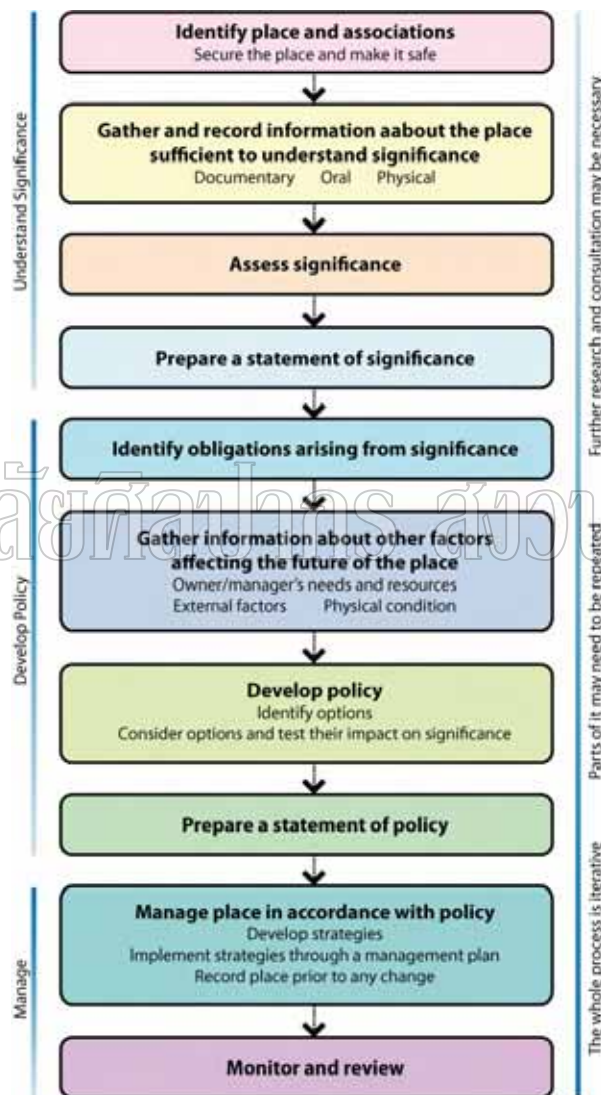 Identify place and associations
Secure the place and make it safe
Gather and record information aabout the place
sufficient to understand significance
Documentary Oral Physical
Assess significance
Prepare a statement of significance
Identify obligations arising from significance
Gather information about other factors
affecting the future of the place
Owner/manager's needs and resources
External factors Physical condition
Develop policy
Identify options
Consider options and test their impact on significance
Prepare a statement of policy
Manage place in accordance with policy
Develop strategies
Implement strategies through a management plan
Record place prior to any change
Monitor and review
Understand Significance
Develop Policy
Manage
The whole process is iterative
Parts of it may need to be repeated
Further research and consultation may be necessary